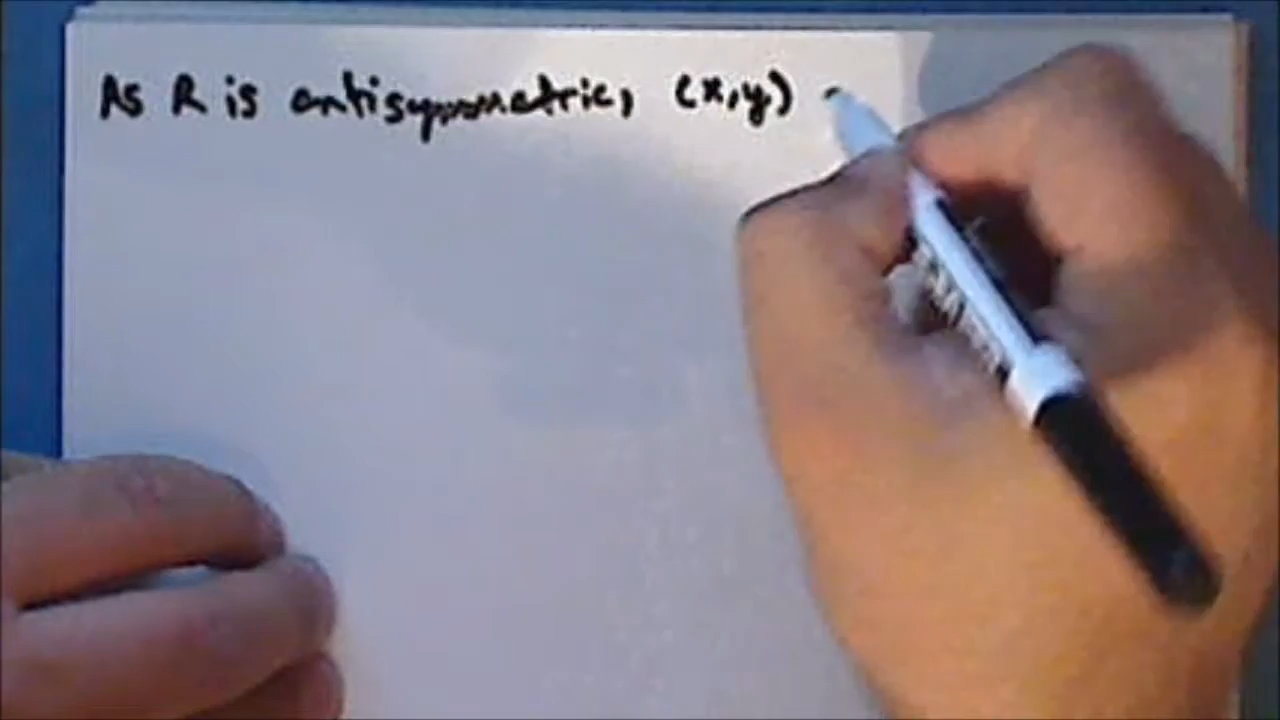 As R is antisymmetric, (x,y)